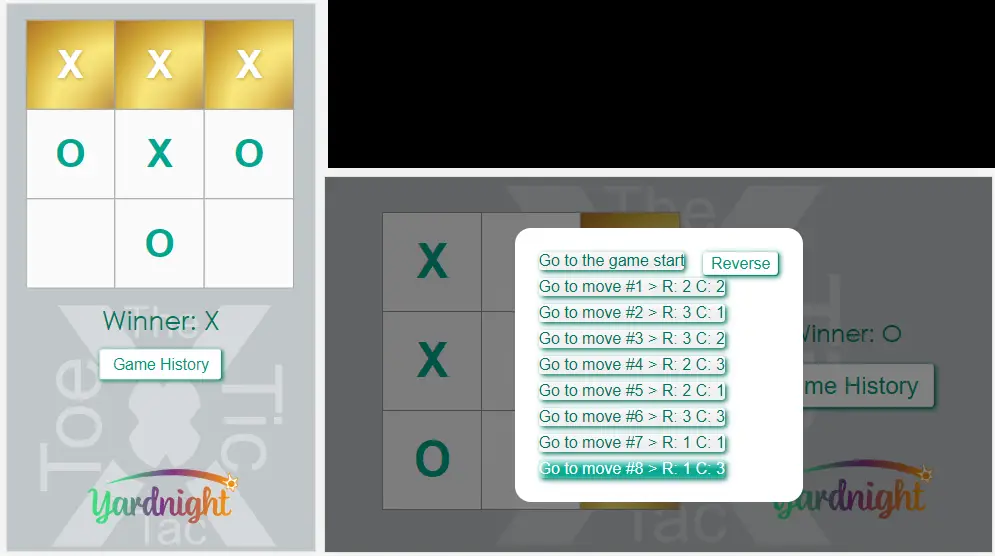 X X X
O X O
O
The
Winner: X
Game History
Toe
Tic
Yardnight
Tac
The
X
X
O
Go to the game start
Reverse
Go to move #1 > R: 2 C: 2
Go to move #2 > R: 3 C: 1
Go to move #3 > R: 3 C: 2
Go to move #4 > R: 2 C: 3
Go to move #5 > R: 2 C: 1
Go to move #6 > R: 3 C: 3
Go to move #7 > R: 1 C: 1
Go to move #8 > R: 1 C: 3
Winner: O
me History
Yardnight
Tac